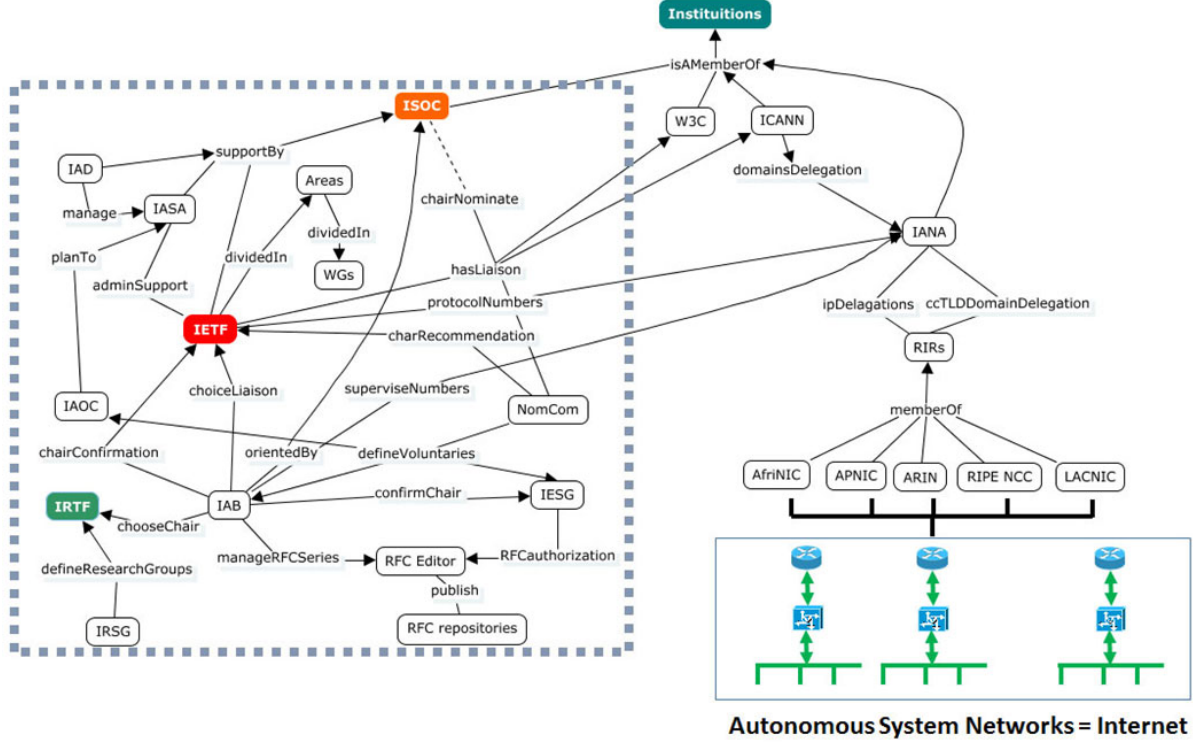 Instituitions
isAMemberOf
ISOC
W3C
ICANN
IAD
supportBy
Areas
domainsDelegation
manage
IASA
chairNominate
planTo
dividedIn
dividedIn
IANA
adminSupport
WGs
hasLiaison
protocolNumbers
ipDelagations
ccTLDDomainDelegation
IETF
charRecommendation
RIRs
choiceLiaison
superviseNumbers
IAOC
NomCom
memberOf
chairConfirmation
orientedBy
defineVoluntaries
AfriNIC
APNIC
ARIN
RIPE NCC
LACNIC
IRTF
IAB
confirmChair
IESG
chooseChair
manageRFCSeries
RFC Editor
RFCauthorization
defineResearchGroups
publish
IRSG
RFC repositories
Autonomous System Networks = Internet